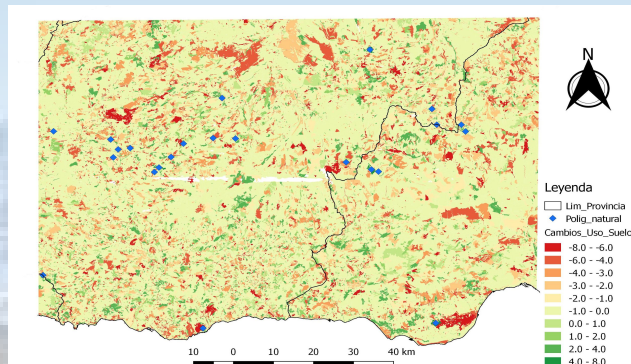 N
Leyenda
Lim_Provincia
Polig_natural
Cambios_Uso_Suelo
-8.0 - -6.0
-6.0 - -4.0
-4.0 - -3.0
-3.0 - -2.0
-2.0 - -1.0
-1.0 - 0.0
0.0 - 1.0
1.0 - 2.0
2.0 - 4.0
4.0 - 8.0
10 0 10 20 30 40 km